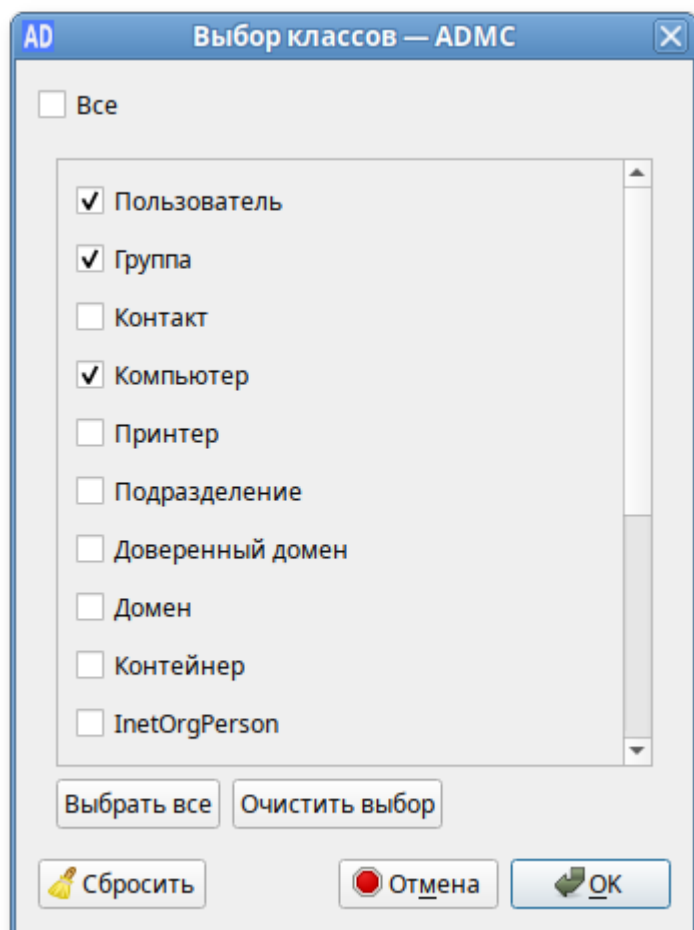 AD Выбор классов — ADMC
Все
Пользователь
Группа
Контакт
Компьютер
Принтер
Подразделение
Доверенный домен
Домен
Контейнер
InetOrgPerson
Выбрать все Очистить выбор
Сбросить Отмена OK